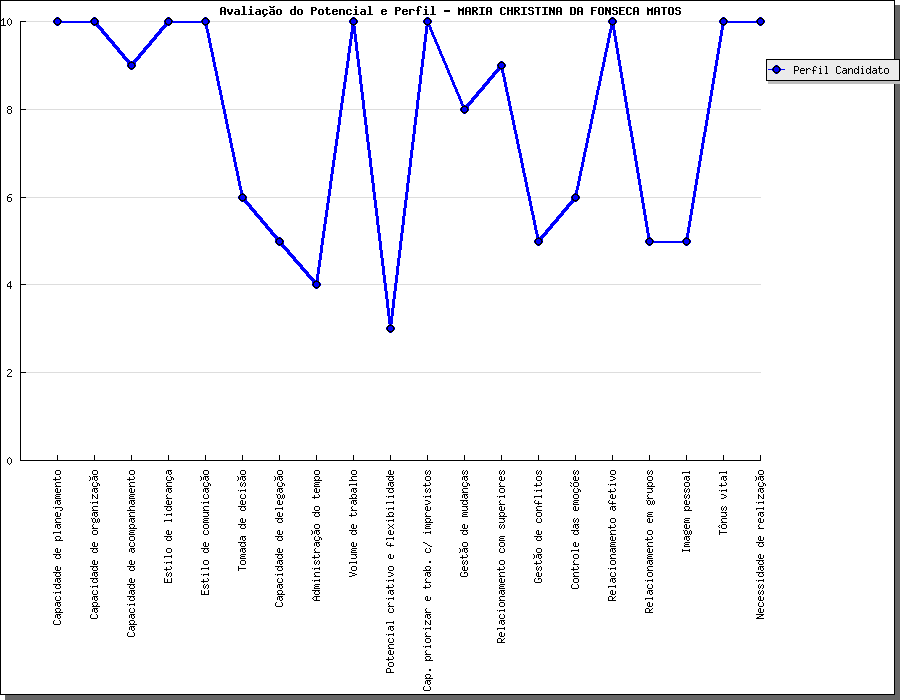 Avaliação do Potencial e Perfil - MARIA CHRISTINA DA FONSECA MATOS
10
8
6
4
2
0
Perfil Candidato
Capacidade de planejamento
Capacidade de organização
Capacidade de acompanhamento
Estilo de liderança
Estilo de comunicação
Tomada de decisão
Capacidade de delegação
Administração do tempo
Volume de trabalho
Potencial criativo e flexibilidade
Cap. priorizar e trab. c/ imprevistos
Gestão de mudanças
Relacionamento com superiores
Gestão de conflitos
Controle das emoções
Relacionamento afetivo
Relacionamento em grupos
Imagem pessoal
Tônus vital
Necessidade de realização